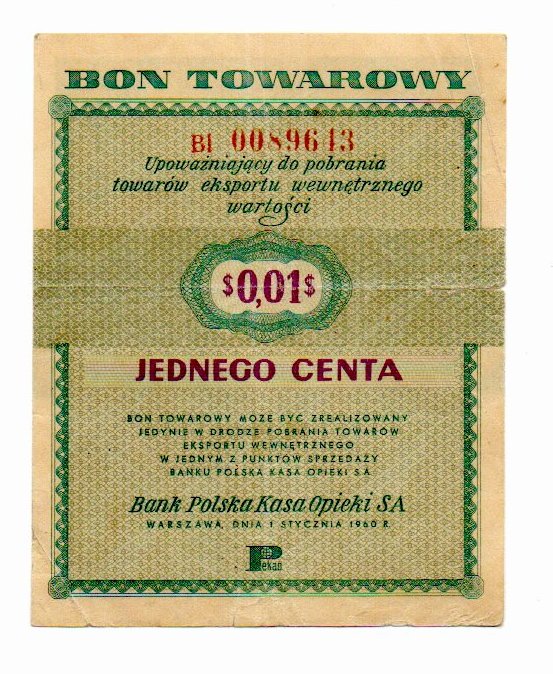 BON TOWAROWY
BI 0089643
Upoważniający do pobrania
towarów eksportu wewnętrznego
wartości
$0,01$
JEDNEGO CENTA
BON TOWAROWY MOŻE BYĆ ZREALIZOWANY
JEDYNIE W DRODZE POBRANIA TOWARÓW
EKSPORTU WEWNĘTRZNEGO
W JEDNYM Z PUNKTÓW SPRZEDAŻY
BANKU POLSKA KASA OPIEKI SA
Bank Polska Kasa Opieki SA
WARSZAWA, DNIA 1 STYCZNIA 1960 R.
Pekao